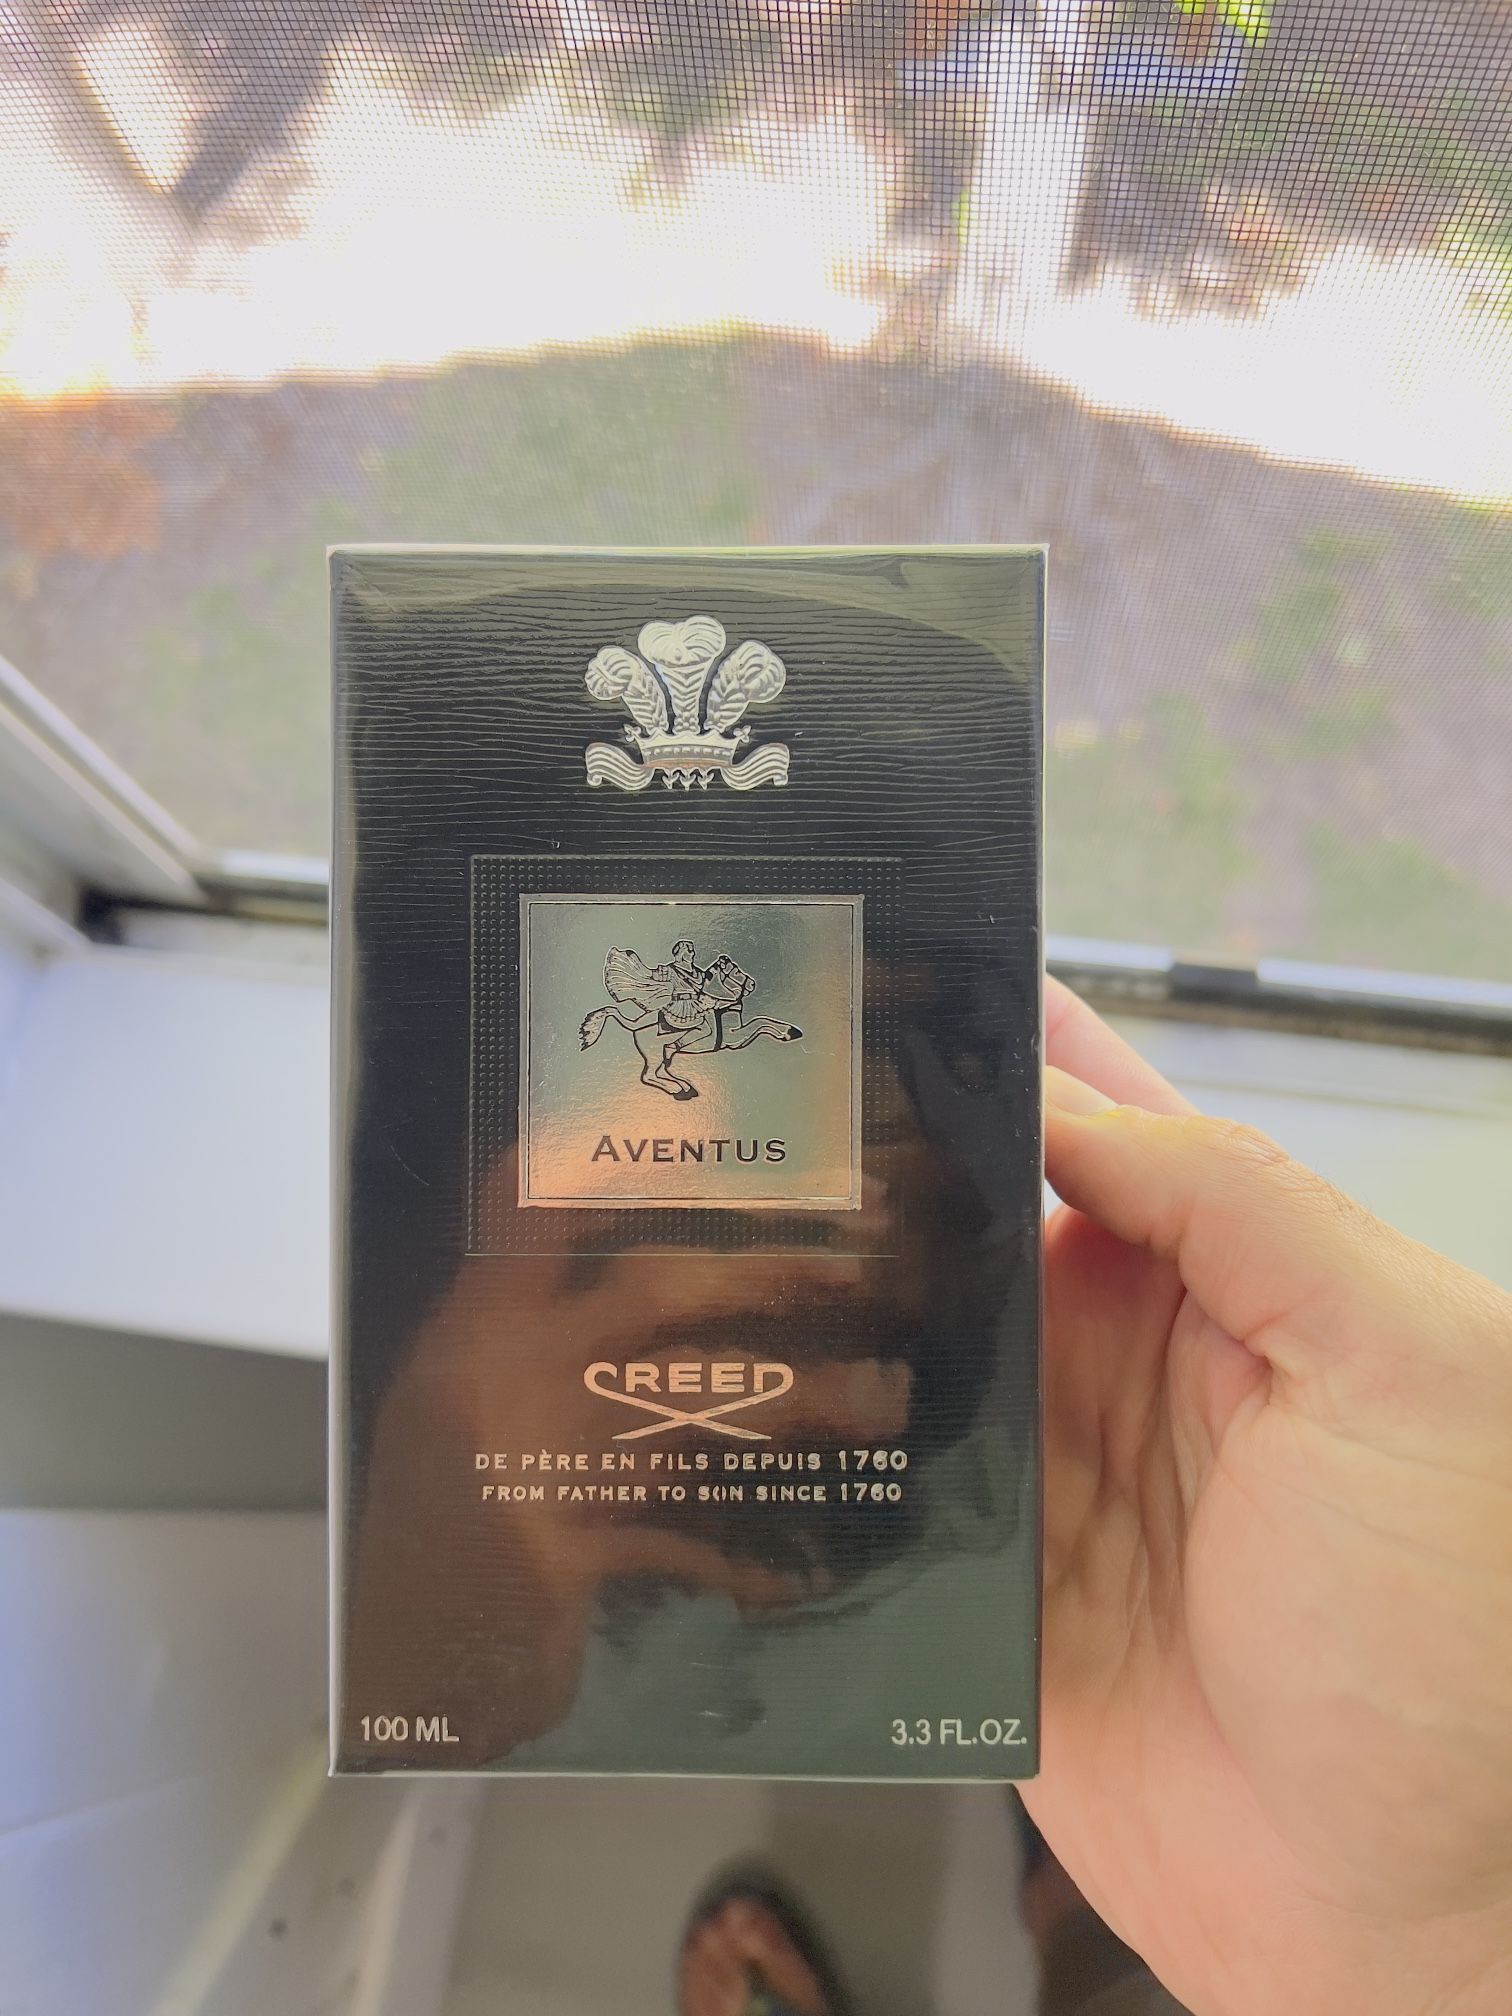 AVENTUS
CREED
DE PÈRE EN FILS DEPUIS 1760
FROM FATHER TO SON SINCE 1760
100 ML
3.3 FL.OZ.